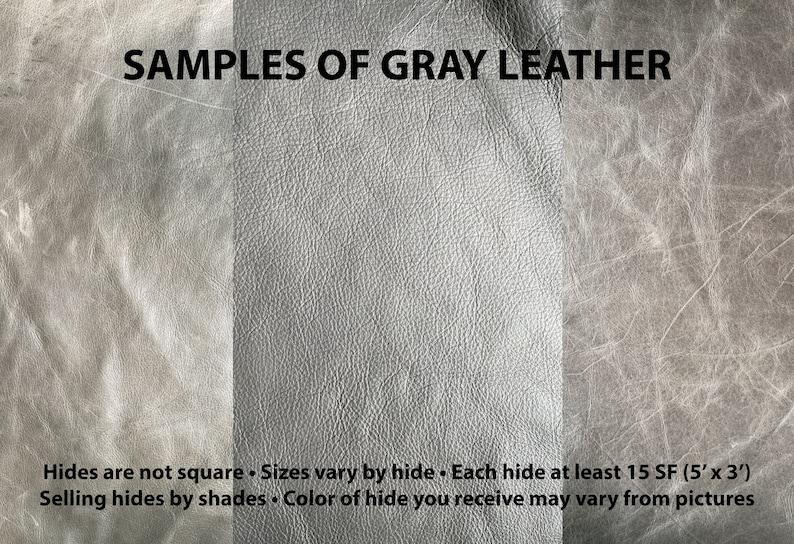 SAMPLES OF GRAY LEATHER
Hides are not square • Sizes vary by hide • Each hide at least 15 SF (5’ x 3’)
Selling hides by shades • Color of hide you receive may vary from pictures